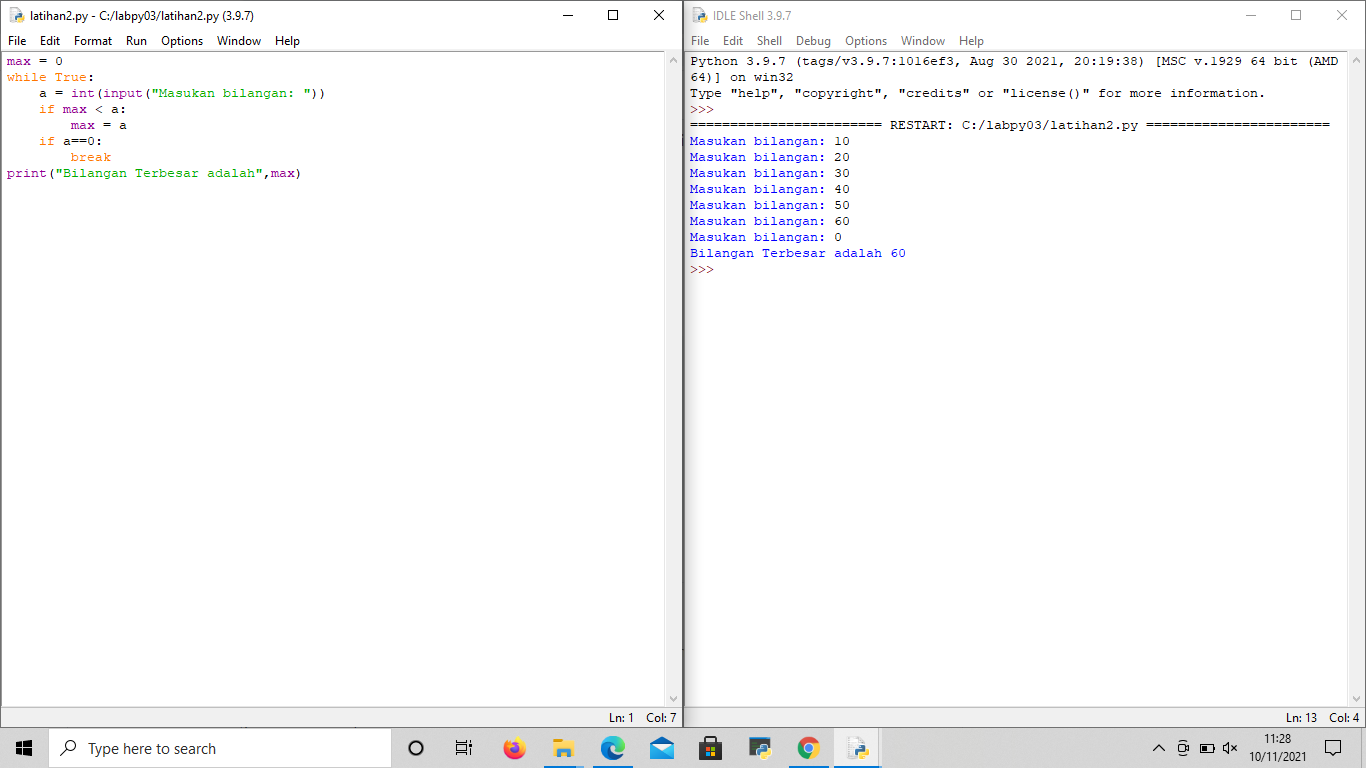 latihan2.py - C:/labpy03/latihan2.py (3.9.7)
File Edit Format Run Options Window Help
max = 0
while True:
    a = int(input("Masukan bilangan: "))
    if max < a:
        max = a
    if a==0:
        break
print("Bilangan Terbesar adalah",max)
Ln: 1 Col: 7
IDLE Shell 3.9.7
File Edit Shell Debug Options Window Help
Python 3.9.7 (tags/v3.9.7:1016ef3, Aug 30 2021, 20:19:38) [MSC v.1929 64 bit (AMD
64)] on win32
Type "help", "copyright", "credits" or "license()" for more information.
>>>
======================== RESTART: C:/labpy03/latihan2.py =======================
Masukan bilangan: 10
Masukan bilangan: 20
Masukan bilangan: 30
Masukan bilangan: 40
Masukan bilangan: 50
Masukan bilangan: 60
Masukan bilangan: 0
Bilangan Terbesar adalah 60
>>>
Ln: 13 Col: 4
Type here to search
11:28
10/11/2021